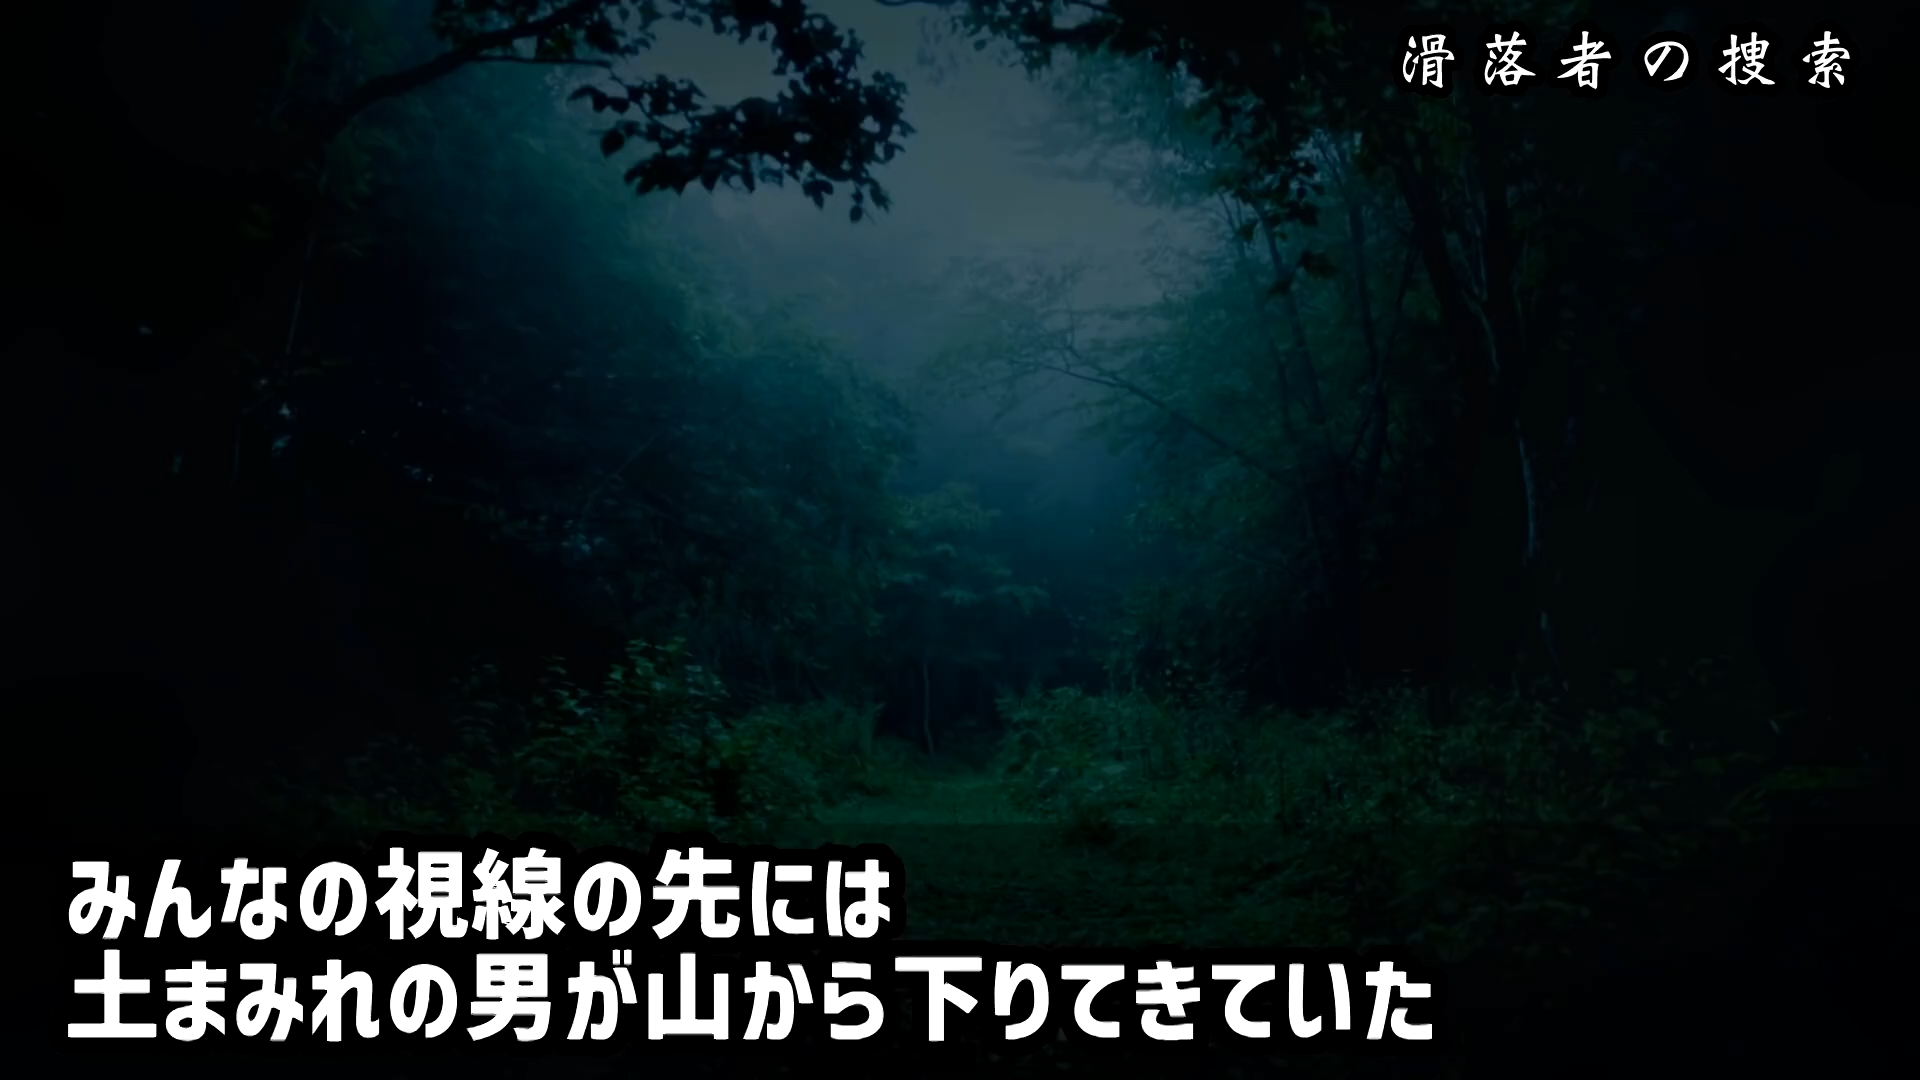 滑落者の捜索
みんなの視線の先には
土まみれの男が山から下りてきていた